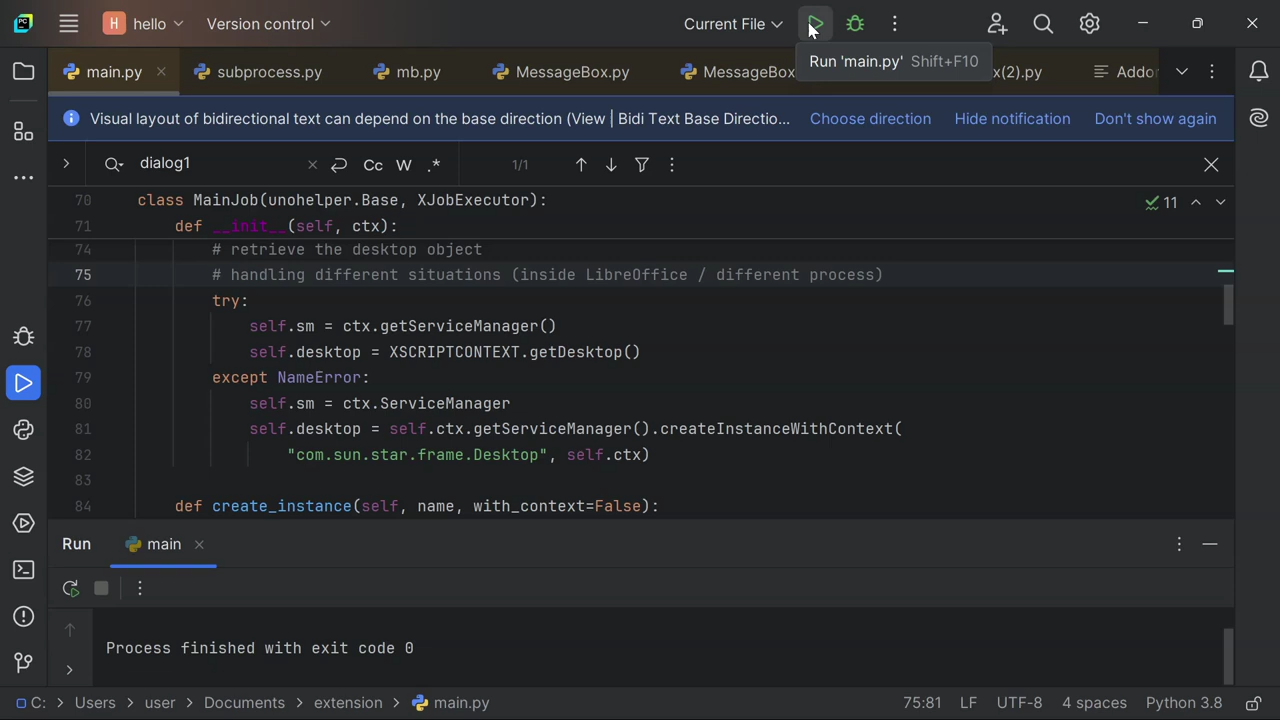 H hello Version control Current File
main.py subprocess.py mb.py MessageBox.py MessageBox x(2).py Addo
Run 'main.py' Shift+F10
Visual layout of bidirectional text can depend on the base direction (View | Bidi Text Base Directio... Choose direction Hide notification Don't show again
dialog1 Cc W .* 1/1
70 class MainJob(unohelper.Base, XJobExecutor):
71 def __init__(self, ctx):
11
74 # retrieve the desktop object
75 # handling different situations (inside LibreOffice / different process)
76 try:
77 self.sm = ctx.getServiceManager()
78 self.desktop = XSCRIPTCONTEXT.getDesktop()
79 except NameError:
80 self.sm = ctx.ServiceManager
81 self.desktop = self.ctx.getServiceManager().createInstanceWithContext(
82 "com.sun.star.frame.Desktop", self.ctx)
83
84 def create_instance(self, name, with_context=False):
Run main
Process finished with exit code 0
C: > Users > user > Documents > extension > main.py 75:81 LF UTF-8 4 spaces Python 3.8